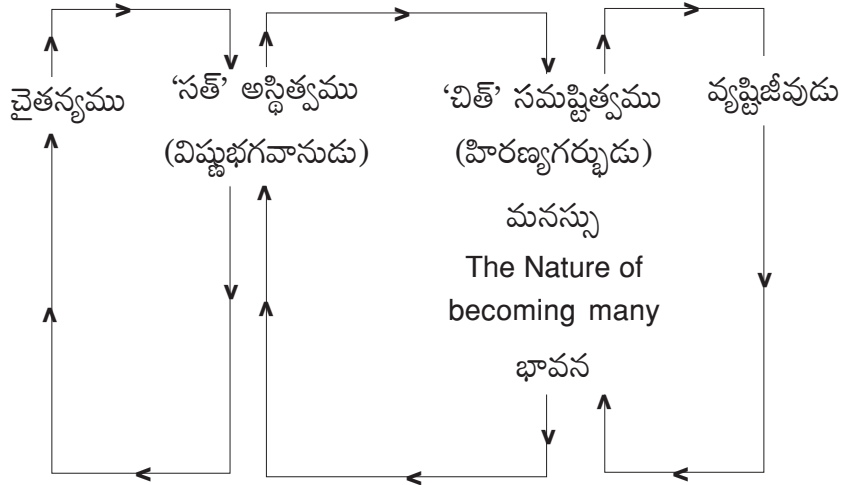 చైతన్యము
‘సత్’ అస్థిత్వము
(విష్ణుభగవానుడు)
‘చిత్’ సమష్టిత్వము
(హిరణ్యగర్భుడు)
మనస్సు
The Nature of
becoming many
భావన
వ్యష్టిజీవుడు